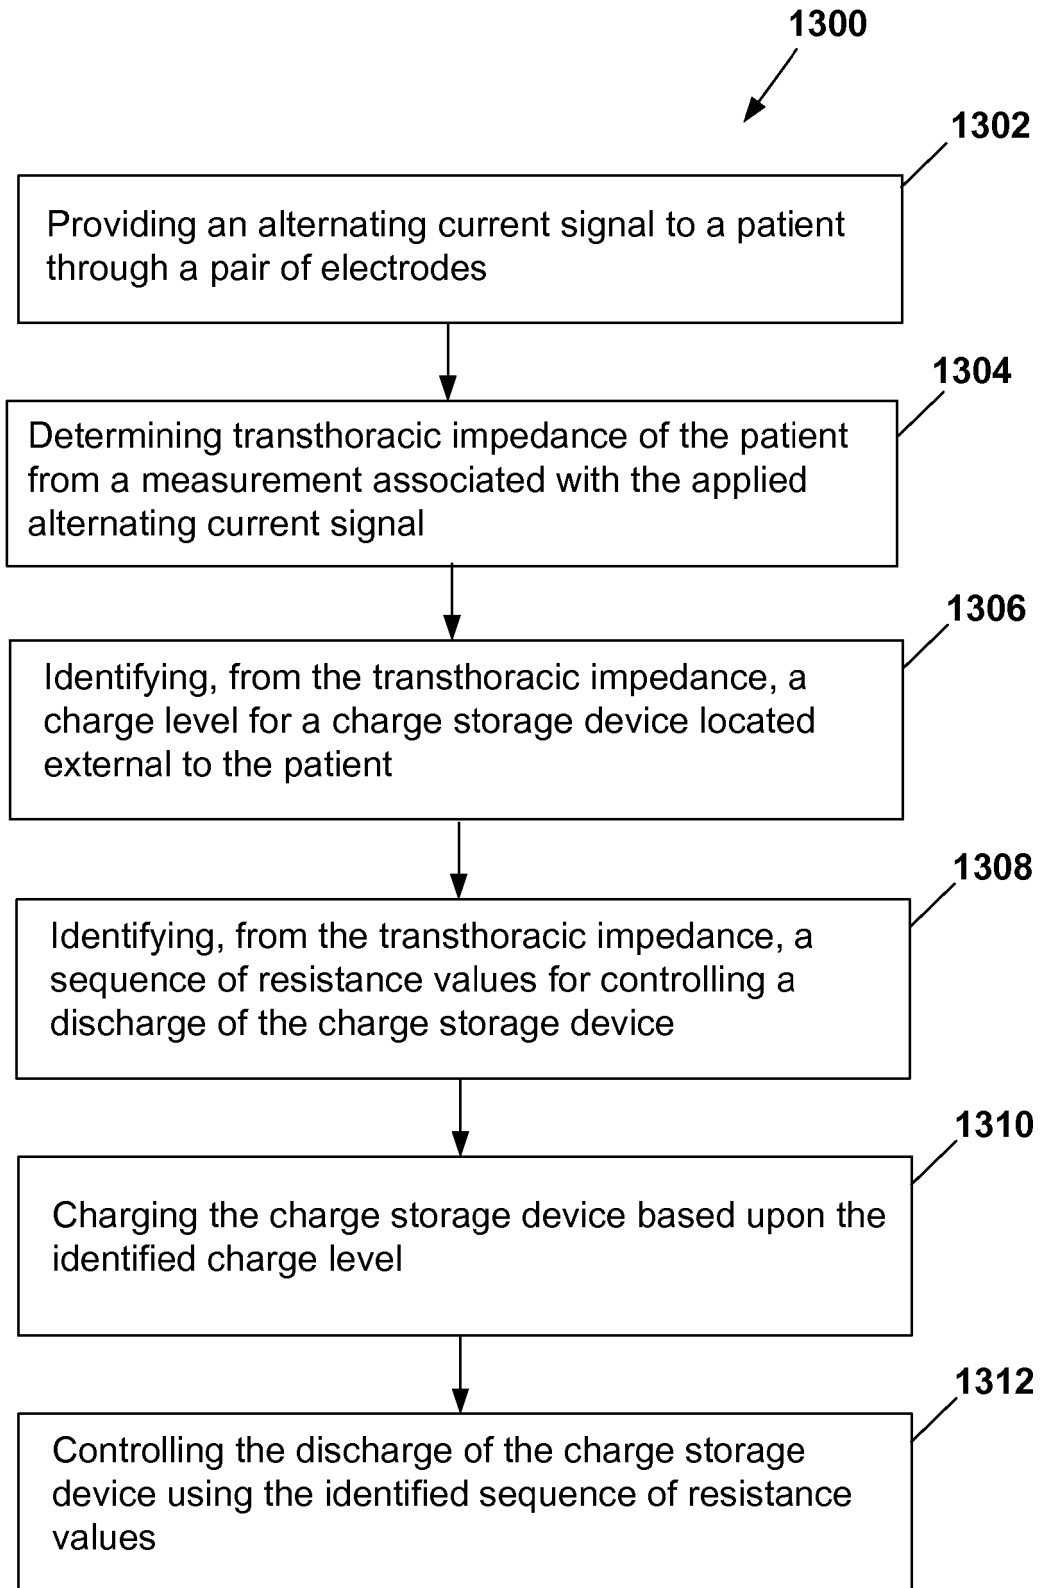 1300
1302
Providing an alternating current signal to a patient
through a pair of electrodes
1304
Determining transthoracic impedance of the patient
from a measurement associated with the applied
alternating current signal
1306
Identifying, from the transthoracic impedance, a
charge level for a charge storage device located
external to the patient
1308
Identifying, from the transthoracic impedance, a
sequence of resistance values for controlling a
discharge of the charge storage device
1310
Charging the charge storage device based upon the
identified charge level
1312
Controlling the discharge of the charge storage
device using the identified sequence of resistance
values